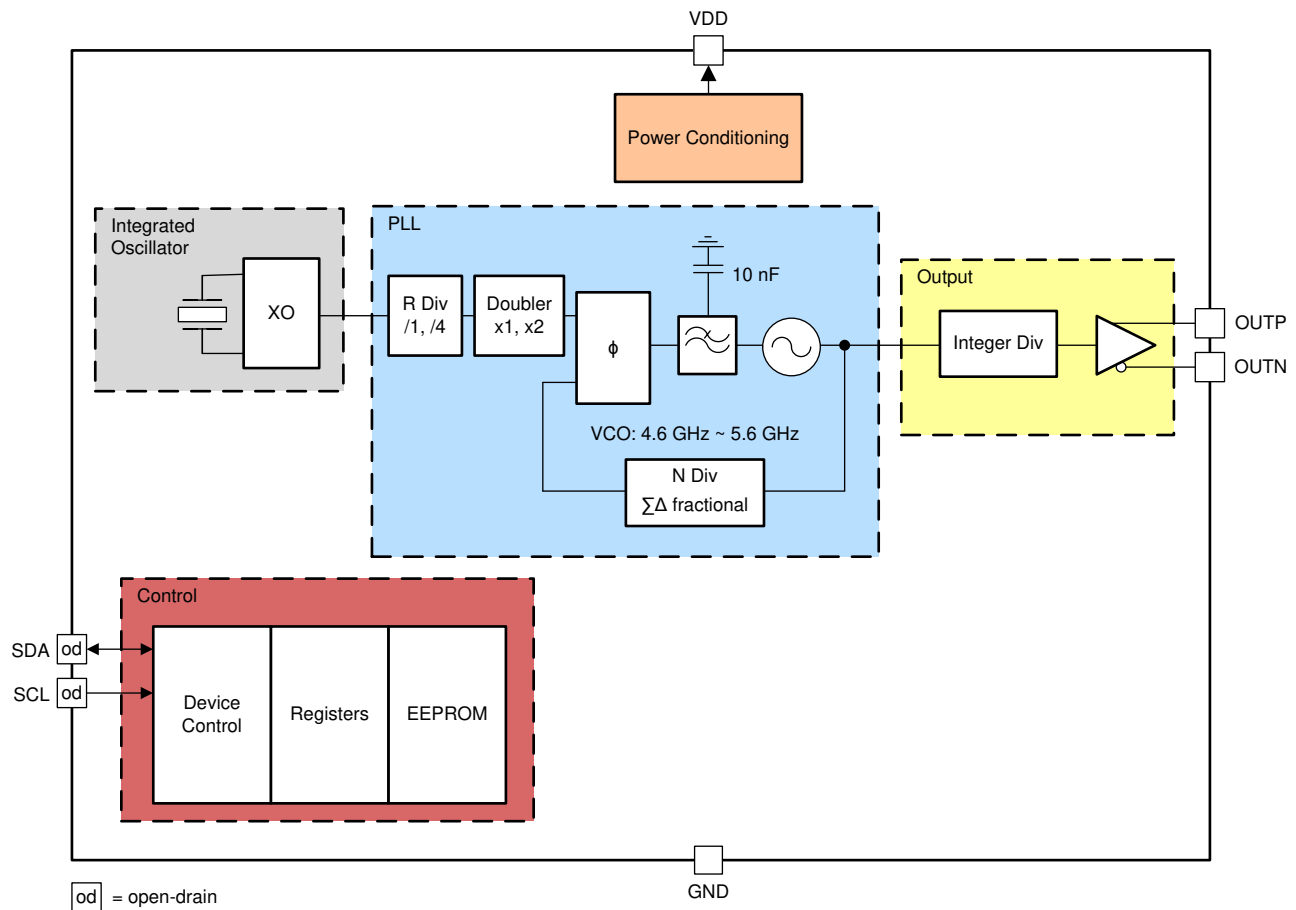 VDD
Power Conditioning
Integrated
Oscillator
XO
PLL
R Div
/1, /4
Doubler
x1, x2
ϕ
10 nF
VCO: 4.6 GHz ~ 5.6 GHz
N Div
∑Δ fractional
Output
Integer Div
OUTP
OUTN
Control
SDA
od
SCL
od
Device
Control
Registers
EEPROM
GND
od = open-drain